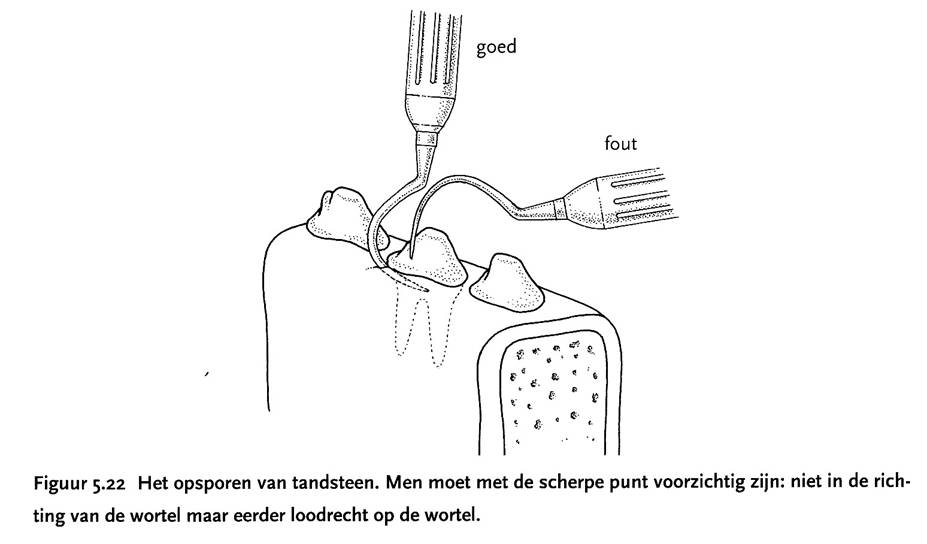 goed
fout
Figuur 5.22 Het opsporen van tandsteen. Men moet met de scherpe punt voorzichtig zijn: niet in de rich-
ting van de wortel maar eerder loodrecht op de wortel.